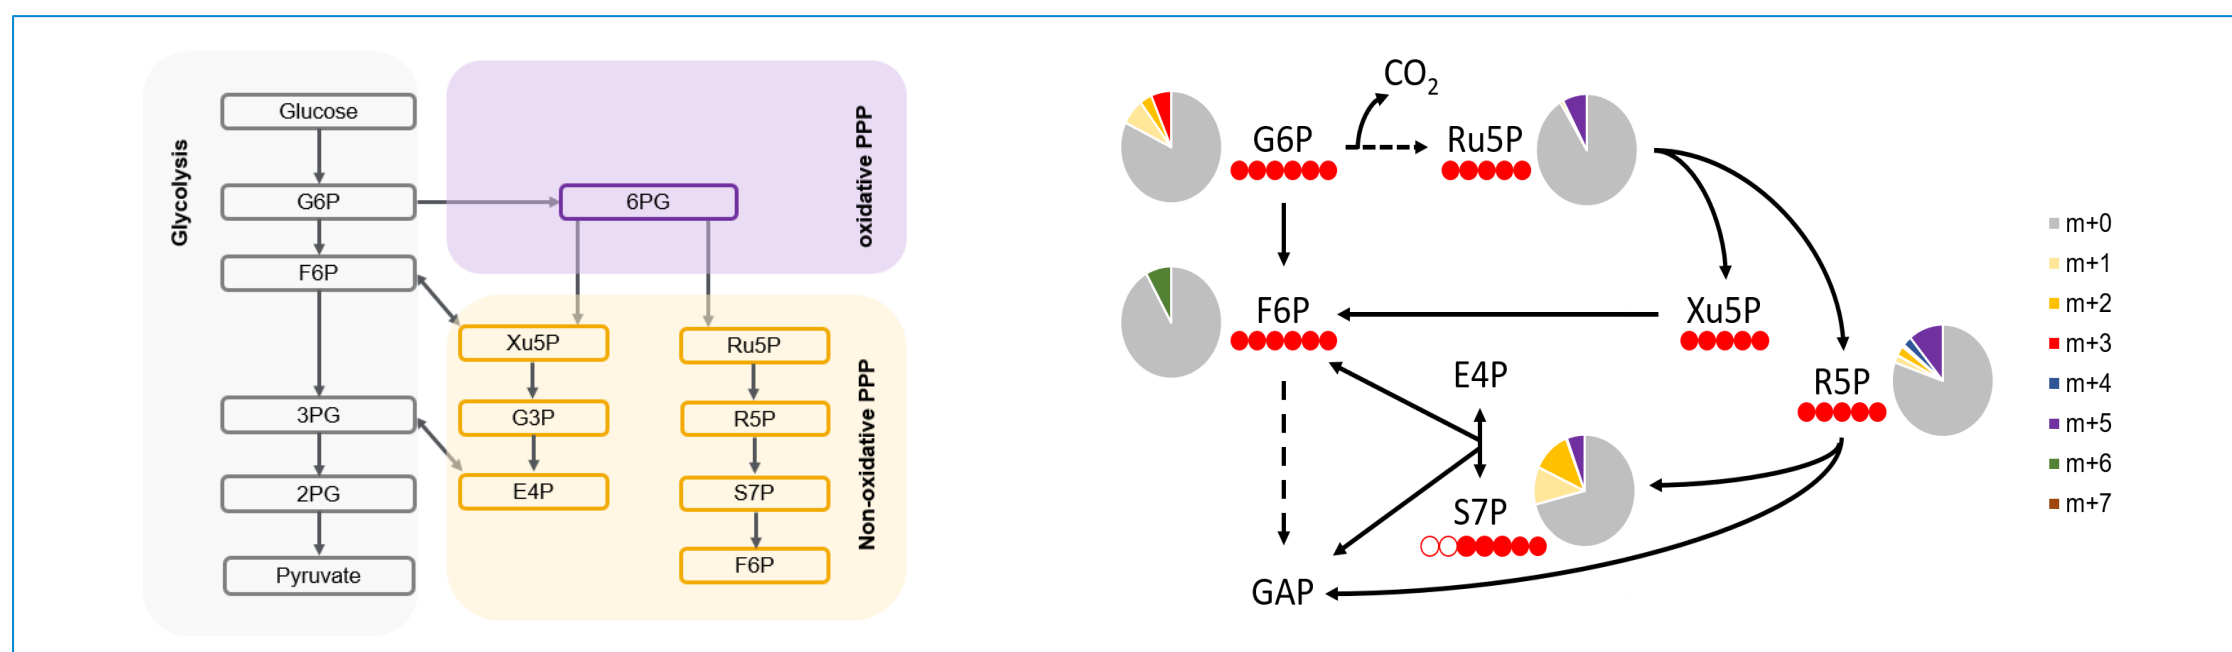 Glycolysis
Glucose
G6P
F6P
3PG
2PG
Pyruvate
oxidative PPP
6PG
Non-oxidative PPP
Xu5P
G3P
E4P
Ru5P
R5P
S7P
F6P
CO₂
G6P
Ru5P
F6P
Xu5P
E4P
R5P
S7P
GAP
m+0
m+1
m+2
m+3
m+4
m+5
m+6
m+7